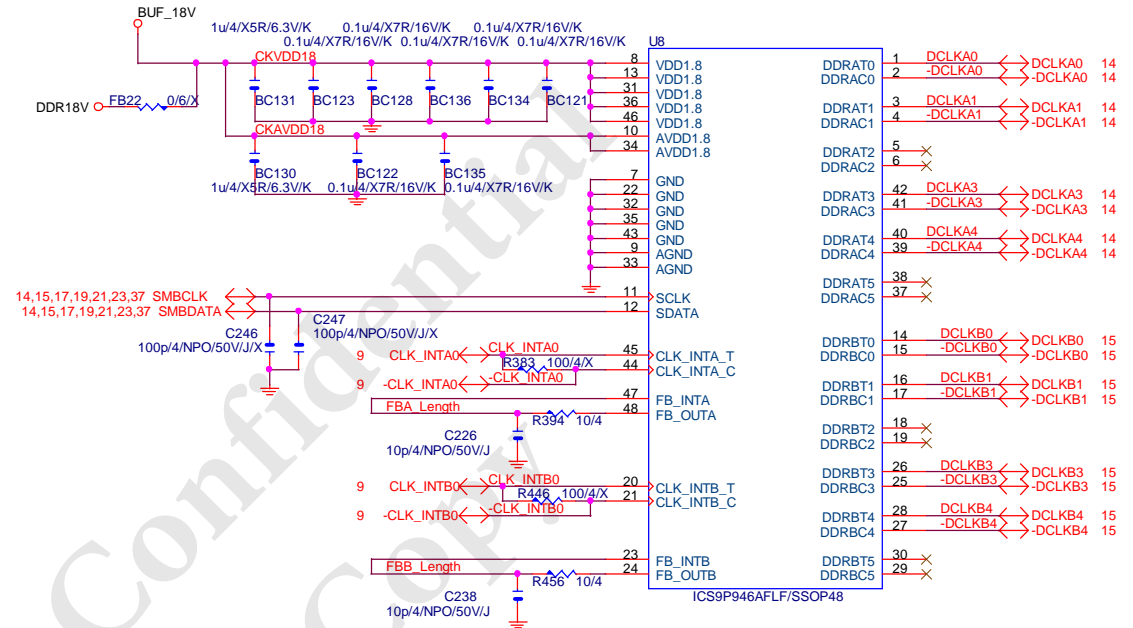 BUF_18V
1u/4/X5R/6.3V/K 0.1u/4/X7R/16V/K 0.1u/4/X7R/16V/K
0.1u/4/X7R/16V/K 0.1u/4/X7R/16V/K 0.1u/4/X7R/16V/K
CKVDD18
DDR18V FB22 0/6/X
BC131 BC123 BC128 BC136 BC134 BC121
CKAVDD18
BC130 BC122 BC135
1u/4/X5R/6.3V/K 0.1u/4/X7R/16V/K 0.1u/4/X7R/16V/K
14,15,17,19,21,23,37 SMBCLK
14,15,17,19,21,23,37 SMBDATA
C246
100p/4/NPO/50V/J/X
C247
100p/4/NPO/50V/J/X
9 CLK_INTA0 CLK_INTA0
R383 100/4/X
9 -CLK_INTA0 -CLK_INTA0
FBA_Length
R394 10/4
C226
10p/4/NPO/50V/J
9 CLK_INTB0 CLK_INTB0
R446 100/4/X
9 -CLK_INTB0 -CLK_INTB0
FBB_Length
R456 10/4
C238
10p/4/NPO/50V/J
U8
8 VDD1.8
13 VDD1.8
31 VDD1.8
36 VDD1.8
46 VDD1.8
10 AVDD1.8
34 AVDD1.8
7 GND
22 GND
32 GND
35 GND
43 GND
9 AGND
33 AGND
11 SCLK
12 SDATA
45 CLK_INTA_T
44 CLK_INTA_C
47 FB_INTA
48 FB_OUTA
20 CLK_INTB_T
21 CLK_INTB_C
23 FB_INTB
24 FB_OUTB
DDRAT0 1 DCLKA0 DCLKA0 14
DDRAC0 2 -DCLKA0 -DCLKA0 14
DDRAT1 3 DCLKA1 DCLKA1 14
DDRAC1 4 -DCLKA1 -DCLKA1 14
DDRAT2 5
DDRAC2 6
DDRAT3 42 DCLKA3 DCLKA3 14
DDRAC3 41 -DCLKA3 -DCLKA3 14
DDRAT4 40 DCLKA4 DCLKA4 14
DDRAC4 39 -DCLKA4 -DCLKA4 14
DDRAT5 38
DDRAC5 37
DDRBT0 14 DCLKB0 DCLKB0 15
DDRBC0 15 -DCLKB0 -DCLKB0 15
DDRBT1 16 DCLKB1 DCLKB1 15
DDRBC1 17 -DCLKB1 -DCLKB1 15
DDRBT2 18
DDRBC2 19
DDRBT3 26 DCLKB3 DCLKB3 15
DDRBC3 25 -DCLKB3 -DCLKB3 15
DDRBT4 28 DCLKB4 DCLKB4 15
DDRBC4 27 -DCLKB4 -DCLKB4 15
DDRBT5 30
DDRBC5 29
ICS9P946AFLF/SSOP48
Confidential
Copy